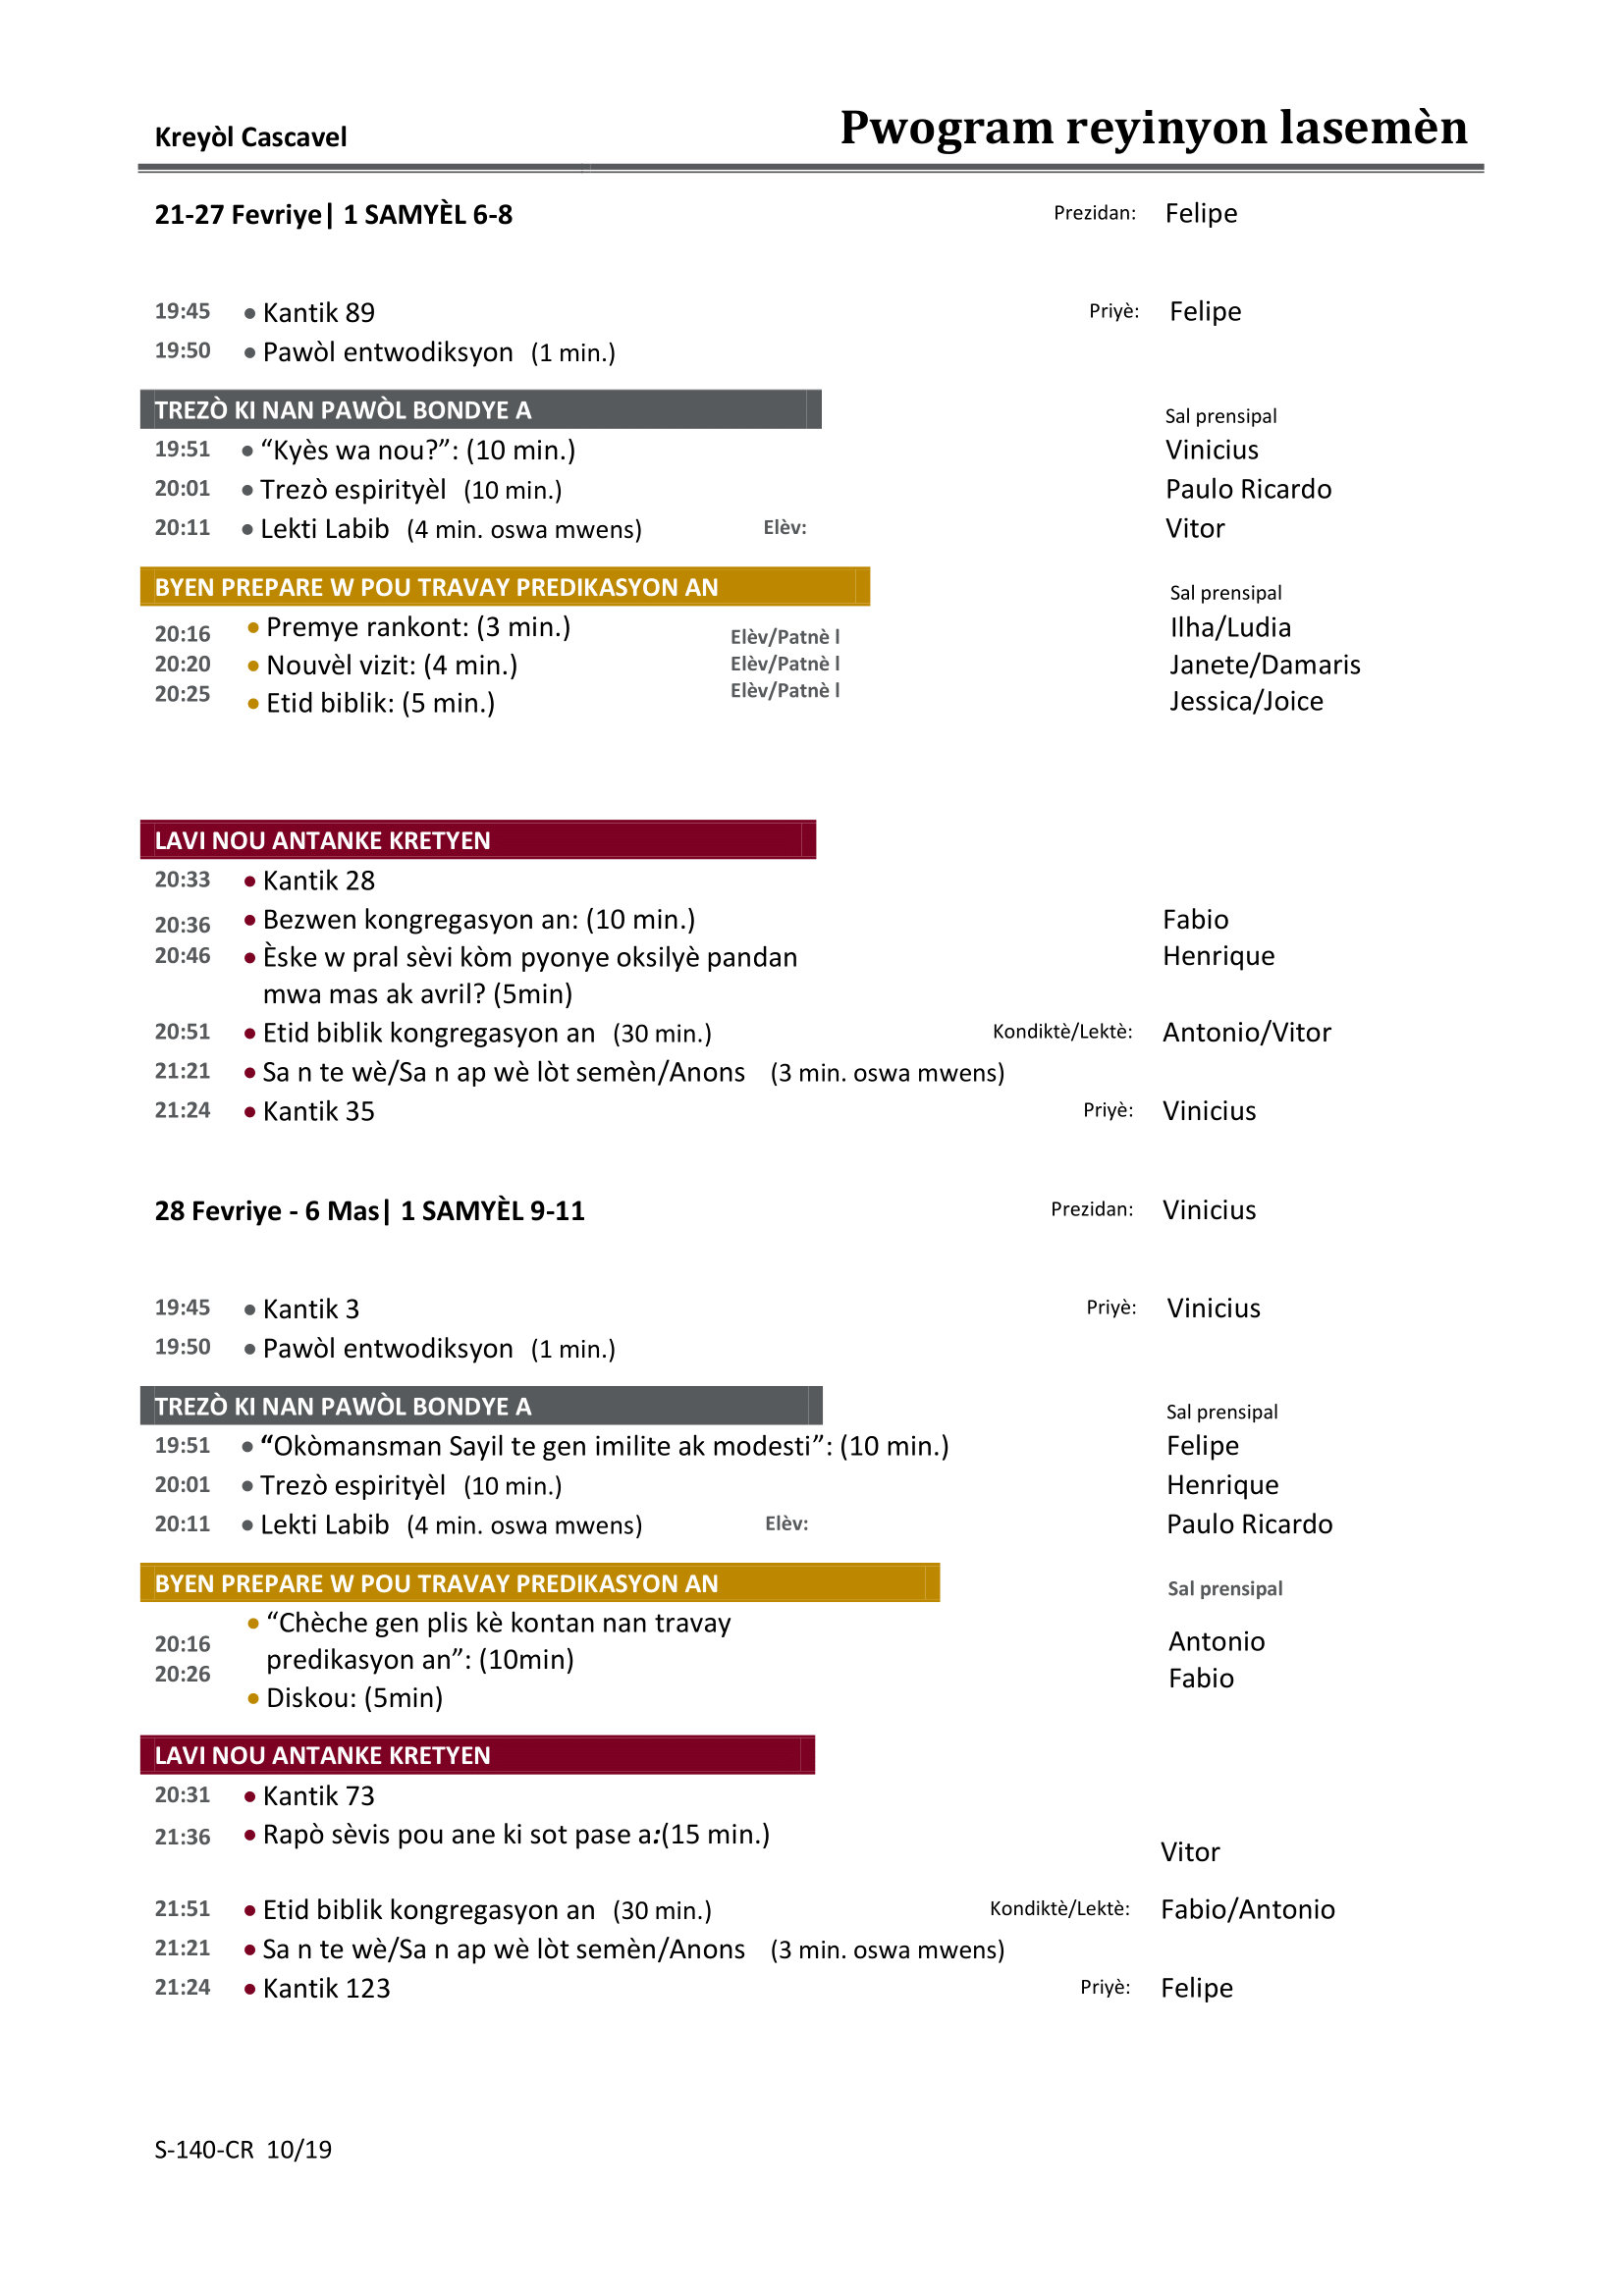 Kreyòl Cascavel Pwogram reyinyon lasemèn
21-27 Fevriye| 1 SAMYÈL 6-8 Prezidan: Felipe
19:45 • Kantik 89 Priyè: Felipe
19:50 • Pawòl entwodiksyon (1 min.)
TREZÒ KI NAN PAWÒL BONDYE A Sal prensipal
19:51 • “Kyès wa nou?”: (10 min.) Vinicius
20:01 • Trezò espirityèl (10 min.) Paulo Ricardo
20:11 • Lekti Labib (4 min. oswa mwens) Elèv: Vitor
BYEN PREPARE W POU TRAVAY PREDIKASYON AN Sal prensipal
20:16 • Premye rankont: (3 min.) Elèv/Patnè l Ilha/Ludia
20:20 • Nouvèl vizit: (4 min.) Elèv/Patnè l Janete/Damaris
20:25 • Etid biblik: (5 min.) Elèv/Patnè l Jessica/Joice
LAVI NOU ANTANKE KRETYEN
20:33 • Kantik 28
20:36 • Bezwen kongregasyon an: (10 min.) Fabio
20:46 • Èske w pral sèvi kòm pyonye oksilyè pandan Henrique
mwa mas ak avril? (5min)
20:51 • Etid biblik kongregasyon an (30 min.) Kondiktè/Lektè: Antonio/Vitor
21:21 • Sa n te wè/Sa n ap wè lòt semèn/Anons (3 min. oswa mwens)
21:24 • Kantik 35 Priyè: Vinicius
28 Fevriye - 6 Mas| 1 SAMYÈL 9-11 Prezidan: Vinicius
19:45 • Kantik 3 Priyè: Vinicius
19:50 • Pawòl entwodiksyon (1 min.)
TREZÒ KI NAN PAWÒL BONDYE A Sal prensipal
19:51 • “Okòmansman Sayil te gen imilite ak modesti”: (10 min.) Felipe
20:01 • Trezò espirityèl (10 min.) Henrique
20:11 • Lekti Labib (4 min. oswa mwens) Elèv: Paulo Ricardo
BYEN PREPARE W POU TRAVAY PREDIKASYON AN Sal prensipal
• “Chèche gen plis kè kontan nan travay
20:16 predikasyon an”: (10min) Antonio
20:26 • Diskou: (5min) Fabio
LAVI NOU ANTANKE KRETYEN
20:31 • Kantik 73
21:36 • Rapò sèvis pou ane ki sot pase a:(15 min.) Vitor
21:51 • Etid biblik kongregasyon an (30 min.) Kondiktè/Lektè: Fabio/Antonio
21:21 • Sa n te wè/Sa n ap wè lòt semèn/Anons (3 min. oswa mwens)
21:24 • Kantik 123 Priyè: Felipe
S-140-CR 10/19